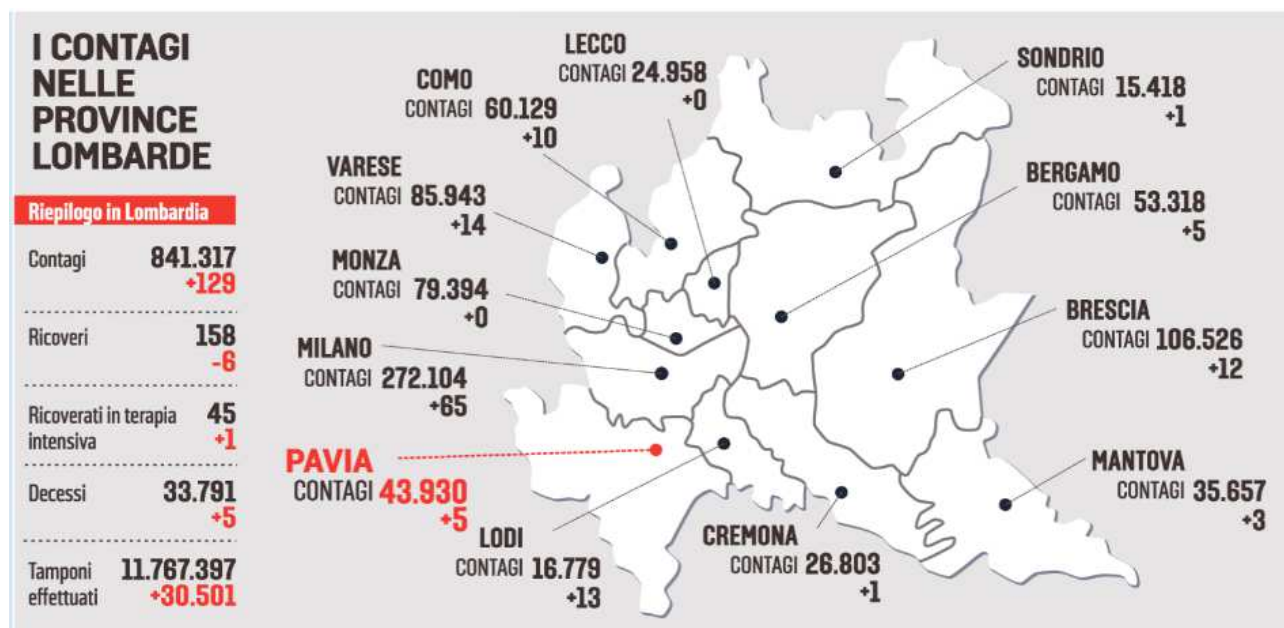 I CONTAGI
NELLE
PROVINCE
LOMBARDE
Riepilogo in Lombardia
Contagi 841.317
+129
Ricoveri 158
-6
Ricoverati in terapia
intensiva 45
+1
Decessi 33.791
+5
Tamponi
effettuati 11.767.397
+30.501
LECCO
CONTAGI 24.958
+0
COMO
CONTAGI 60.129
+10
VARESE
CONTAGI 85.943
+14
MONZA
CONTAGI 79.394
+0
MILANO
CONTAGI 272.104
+65
PAVIA
CONTAGI 43.930
+5
LODI
CONTAGI 16.779
+13
CREMONA
CONTAGI 26.803
+1
SONDRIO
CONTAGI 15.418
+1
BERGAMO
CONTAGI 53.318
+5
BRESCIA
CONTAGI 106.526
+12
MANTOVA
CONTAGI 35.657
+3